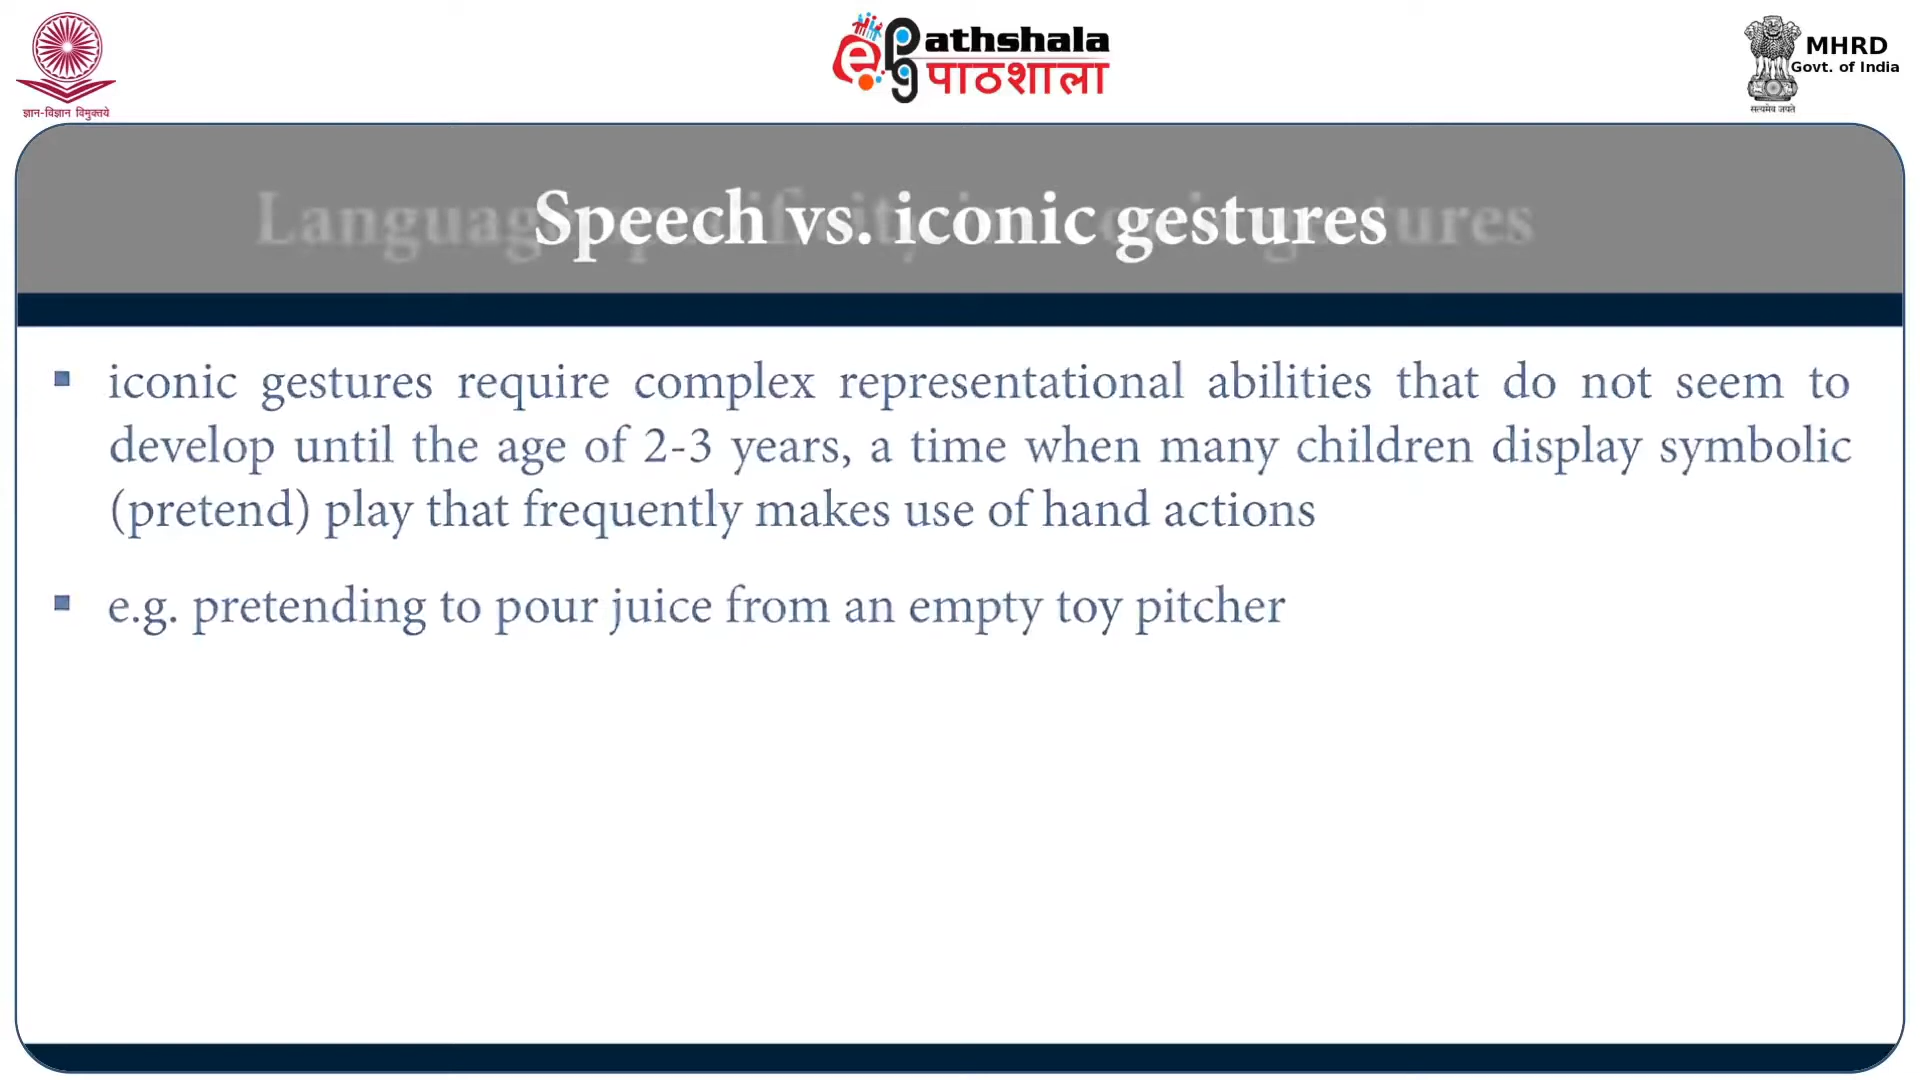 ज्ञान-विज्ञान विमुक्तये
ePg Pathshala
पाठशाला
MHRD
Govt. of India
सत्यमेव जयते
Speech vs. iconic gestures
▪ iconic gestures require complex representational abilities that do not seem to
develop until the age of 2-3 years, a time when many children display symbolic
(pretend) play that frequently makes use of hand actions
▪ e.g. pretending to pour juice from an empty toy pitcher